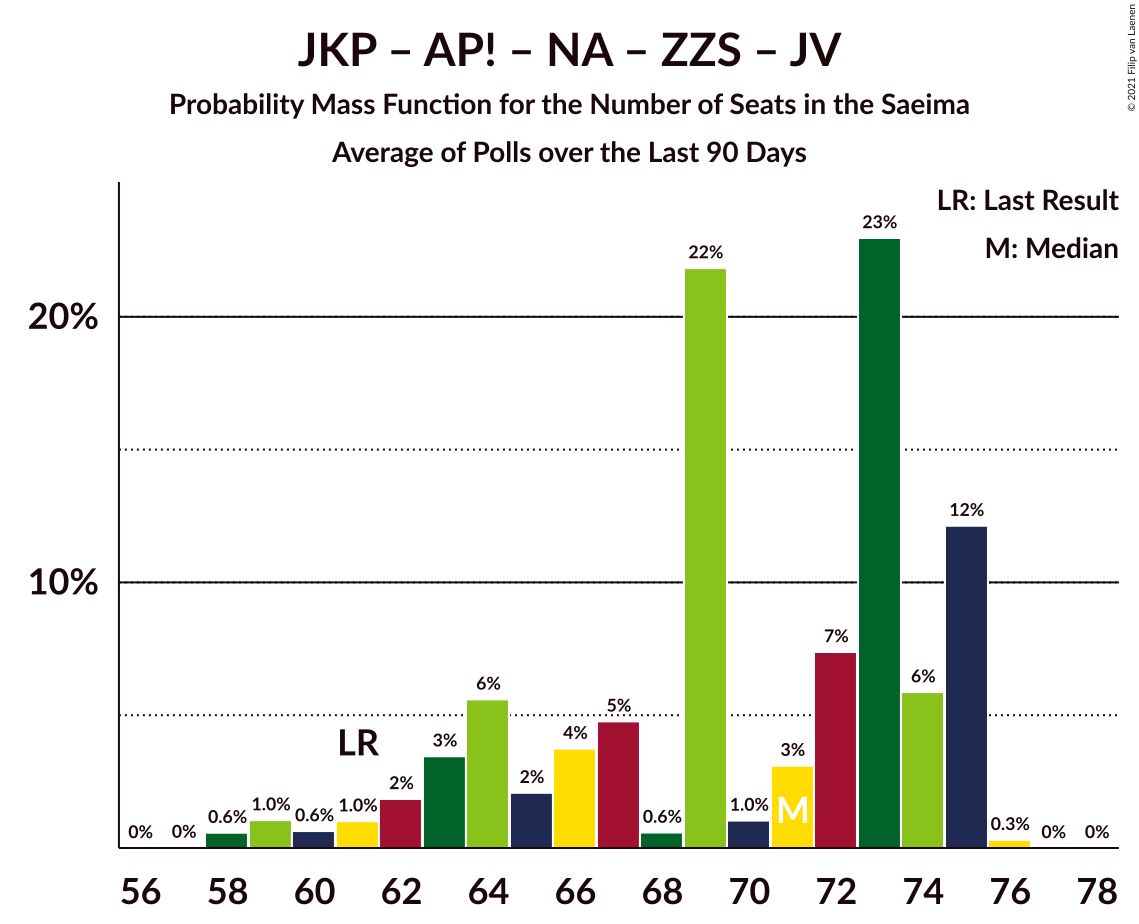 JKP – AP! – NA – ZZS – JV
Probability Mass Function for the Number of Seats in the Saeima
Average of Polls over the Last 90 Days
© 2021 Filip van Laenen
LR: Last Result
M: Median
20%
10%
0%
0%
0.6%
1.0%
0.6%
1.0%
2%
3%
6%
2%
4%
5%
0.6%
22%
1.0%
3%
7%
23%
6%
12%
0.3%
0%
0%
LR
M
56 58 60 62 64 66 68 70 72 74 76 78